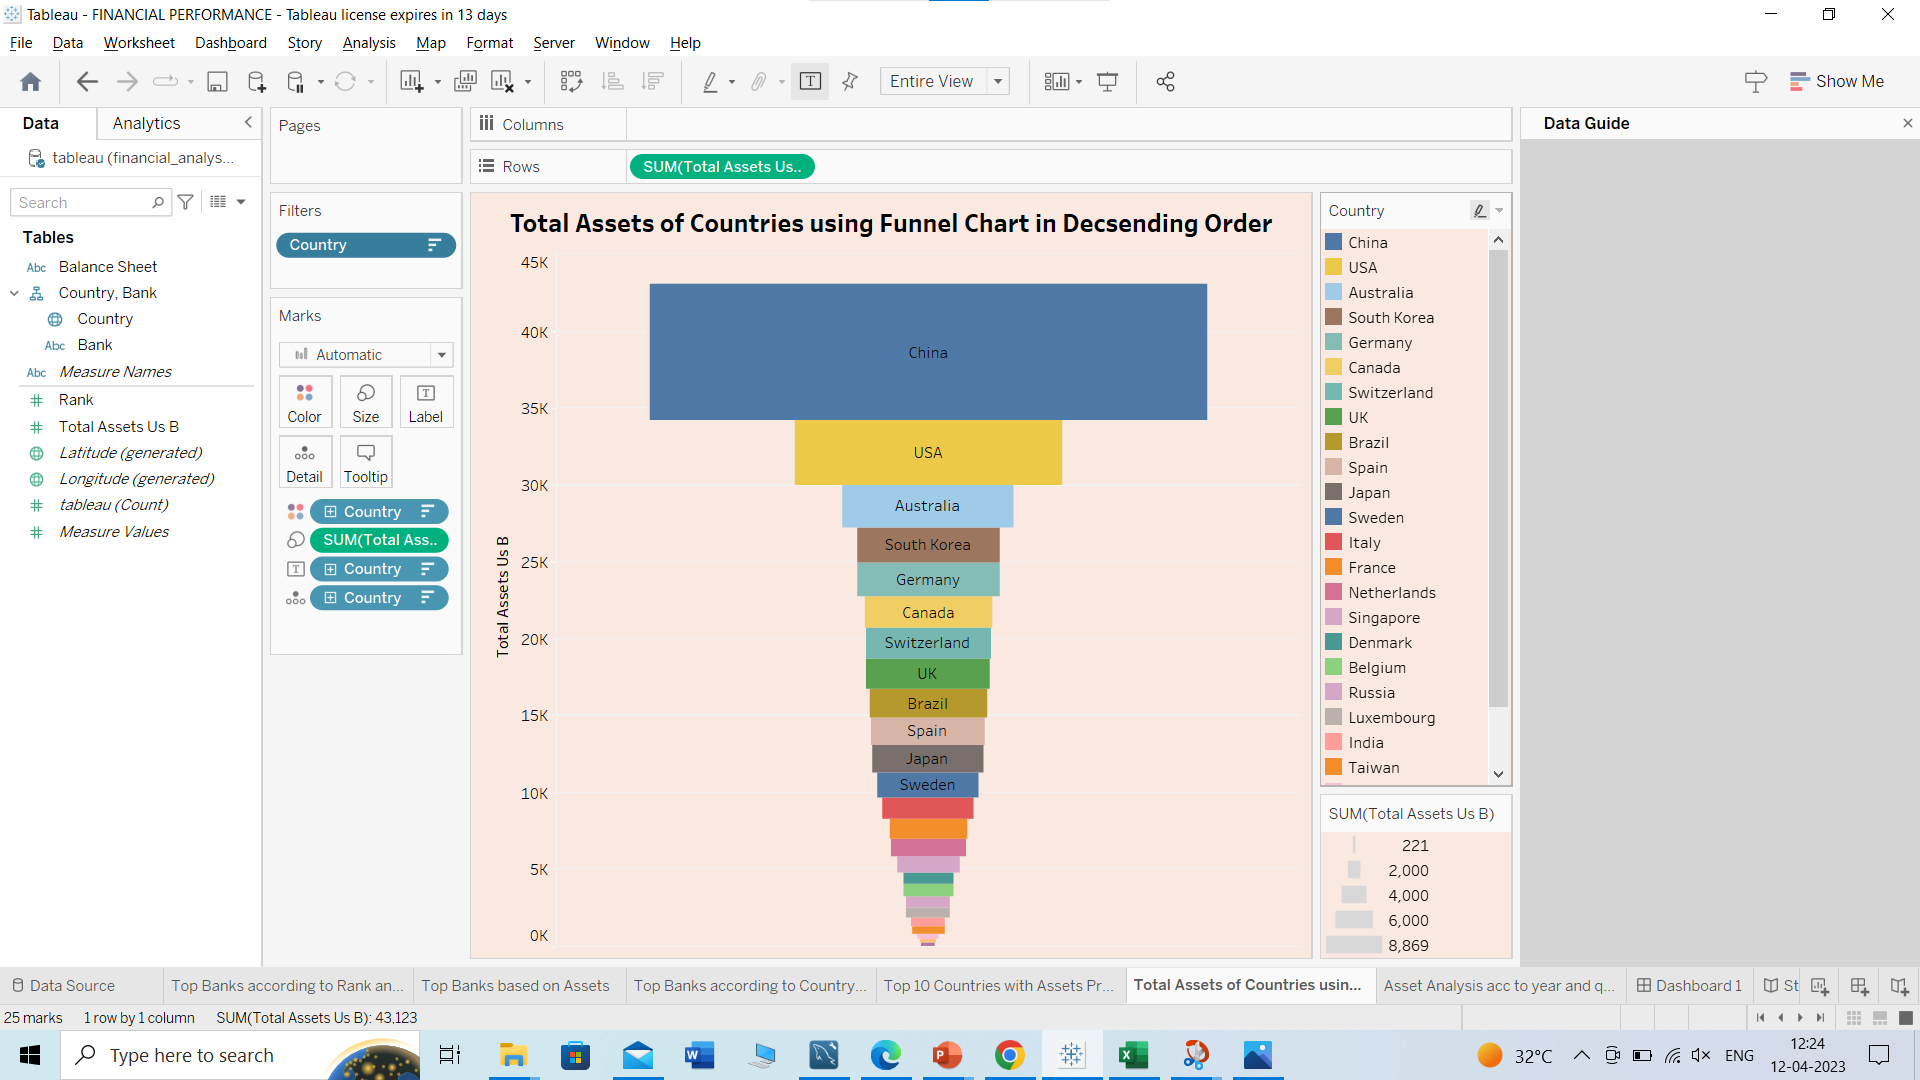 Tableau - FINANCIAL PERFORMANCE - Tableau license expires in 13 days
File Data Worksheet Dashboard Story Analysis Map Format Server Window Help
Entire View
Show Me
Data Analytics
tableau (financial_analys...
Search
Tables
Abc Balance Sheet
Country, Bank
Country
Abc Bank
Abc Measure Names
Rank
Total Assets Us B
Latitude (generated)
Longitude (generated)
tableau (Count)
Measure Values
Pages
Filters
Country
Marks
Automatic
Color Size Label
Detail Tooltip
Country
SUM(Total Ass..
Country
Country
Columns
Rows SUM(Total Assets Us..
Total Assets of Countries using Funnel Chart in Decsending Order
Total Assets Us B
45K
40K
35K
30K
25K
20K
15K
10K
5K
0K
China
USA
Australia
South Korea
Germany
Canada
Switzerland
UK
Brazil
Spain
Japan
Sweden
Country
China
USA
Australia
South Korea
Germany
Canada
Switzerland
UK
Brazil
Spain
Japan
Sweden
Italy
France
Netherlands
Singapore
Denmark
Belgium
Russia
Luxembourg
India
Taiwan
SUM(Total Assets Us B)
221
2,000
4,000
6,000
8,869
Data Guide
Data Source Top Banks according to Rank an... Top Banks based on Assets Top Banks according to Country... Top 10 Countries with Assets Pr... Total Assets of Countries usin... Asset Analysis acc to year and q... Dashboard 1 St
25 marks 1 row by 1 column SUM(Total Assets Us B): 43,123
Type here to search
32°C ENG
12:24
12-04-2023